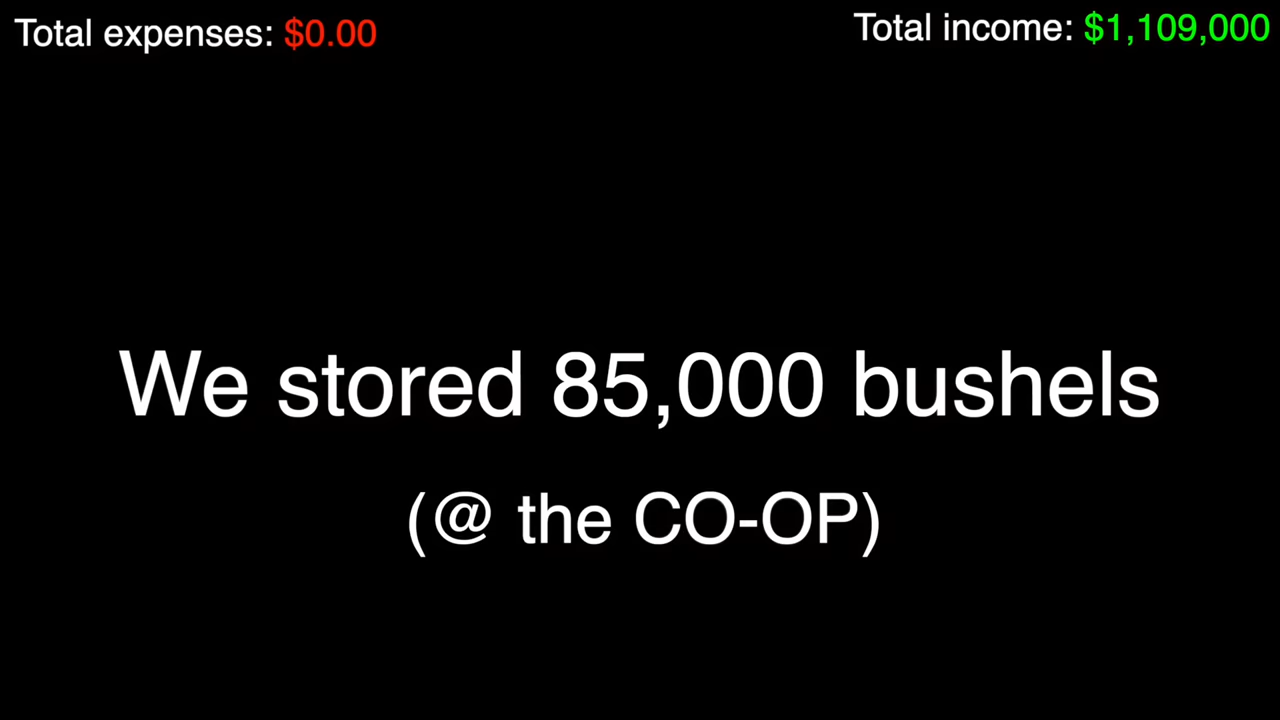 Total expenses: $0.00
Total income: $1,109,000
We stored 85,000 bushels
(@ the CO-OP)